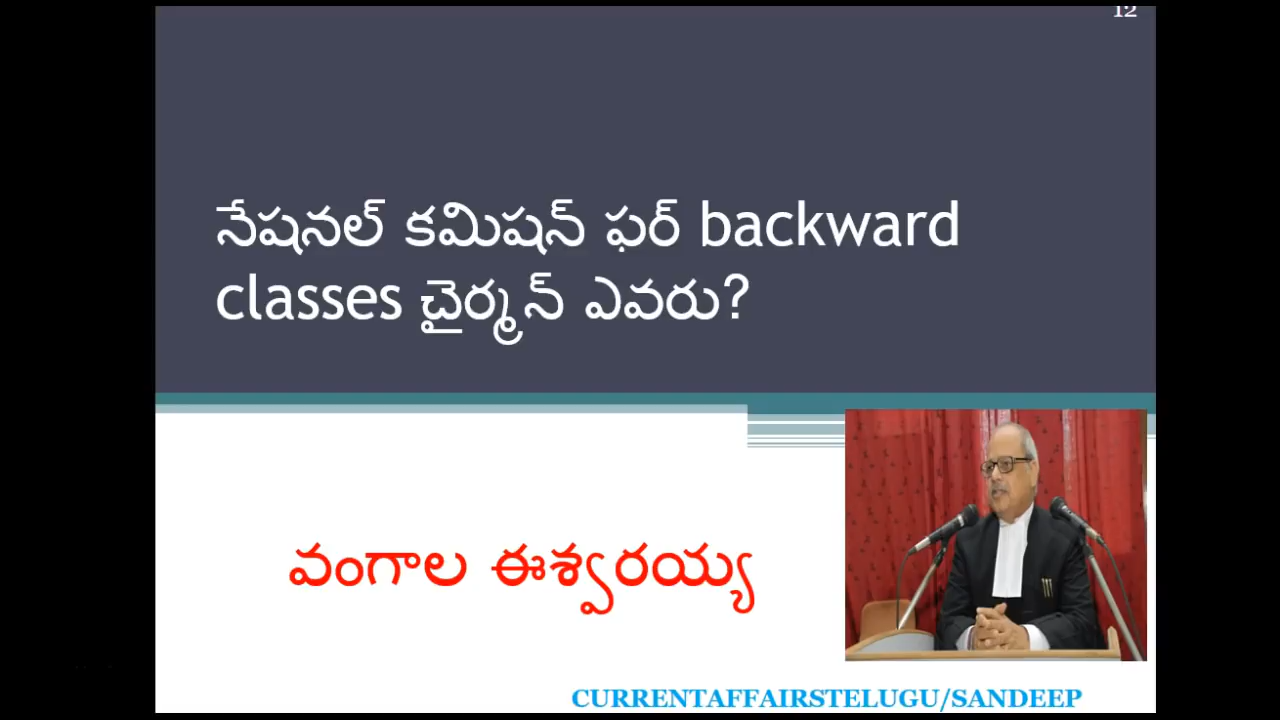 12
నేషనల్ కమిషన్ ఫర్ backward
classes చైర్మన్ ఎవరు?
వంగాల ఈశ్వరయ్య
CURRENTAFFAIRSTELUGU/SANDEEP